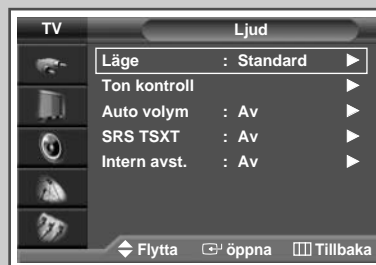 TV Ljud
Läge : Standard
Ton kontroll
Auto volym : Av
SRS TSXT : Av
Intern avst. : Av
Flytta öppna Tillbaka